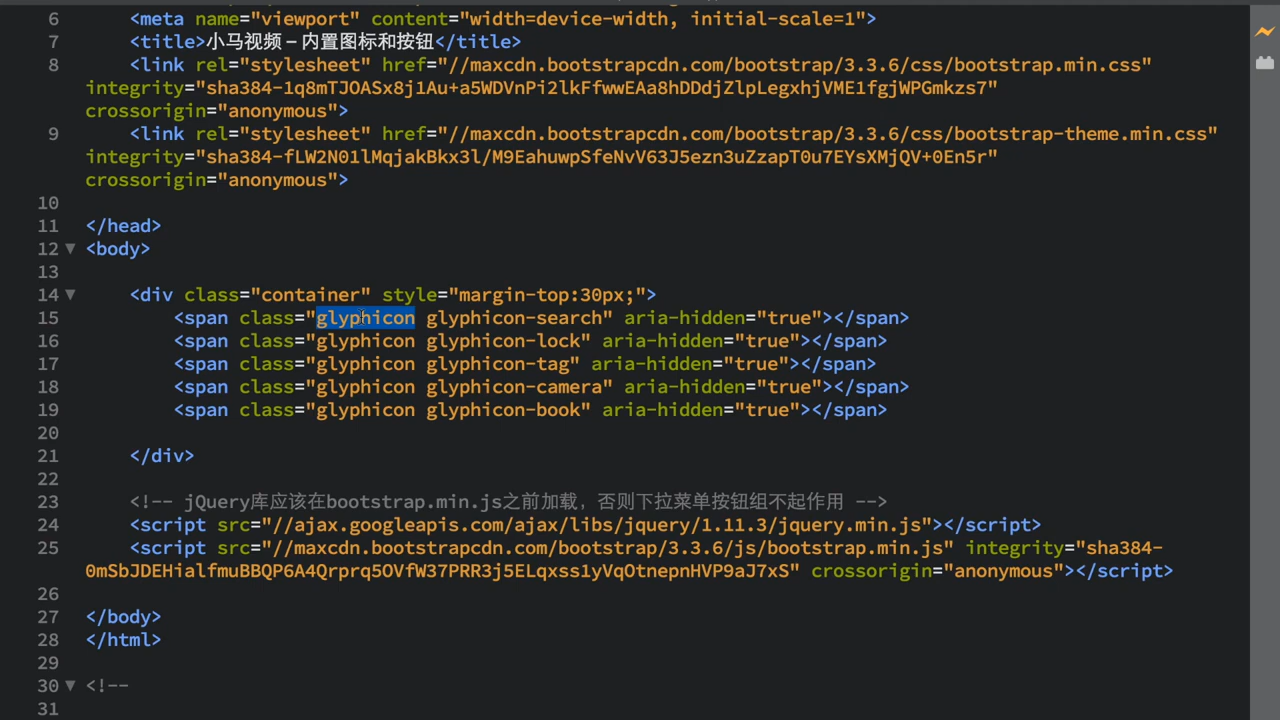 6 <meta name="viewport" content="width=device-width, initial-scale=1">
7 <title>小马视频 – 内置图标和按钮</title>
8 <link rel="stylesheet" href="//maxcdn.bootstrapcdn.com/bootstrap/3.3.6/css/bootstrap.min.css"
integrity="sha384-1q8mTJOASx8j1Au+a5WDVnPi2lkFfwwEAa8hDDdjZlpLegxhjVME1fgjWPGmkzs7"
crossorigin="anonymous">
9 <link rel="stylesheet" href="//maxcdn.bootstrapcdn.com/bootstrap/3.3.6/css/bootstrap-theme.min.css"
integrity="sha384-fLW2N01lMqjakBkx3l/M9EahuwpSfeNvV63J5ezn3uZzapT0u7EYsXMjQV+0En5r"
crossorigin="anonymous">
10
11 </head>
12 <body>
13
14 <div class="container" style="margin-top:30px;">
15 <span class="glyphicon glyphicon-search" aria-hidden="true"></span>
16 <span class="glyphicon glyphicon-lock" aria-hidden="true"></span>
17 <span class="glyphicon glyphicon-tag" aria-hidden="true"></span>
18 <span class="glyphicon glyphicon-camera" aria-hidden="true"></span>
19 <span class="glyphicon glyphicon-book" aria-hidden="true"></span>
20
21 </div>
22
23 <!-- jQuery库应该在bootstrap.min.js之前加载，否则下拉菜单按钮组不起作用 -->
24 <script src="//ajax.googleapis.com/ajax/libs/jquery/1.11.3/jquery.min.js"></script>
25 <script src="//maxcdn.bootstrapcdn.com/bootstrap/3.3.6/js/bootstrap.min.js" integrity="sha384-
0mSbJDEHialfmuBBQP6A4Qrprq5OVfW37PRR3j5ELqxss1yVqOtnepnHVP9aJ7xS" crossorigin="anonymous"></script>
26
27 </body>
28 </html>
29
30 <!--
31